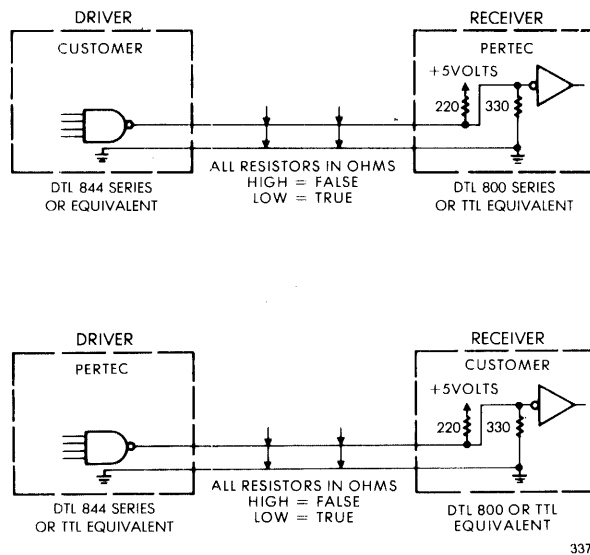 DRIVER
RECEIVER
CUSTOMER
PERTEC
+5VOLTS
220
330
ALL RESISTORS IN OHMS
HIGH = FALSE
LOW = TRUE
DTL 844 SERIES
OR EQUIVALENT
DTL 800 SERIES
OR TTL EQUIVALENT
DRIVER
RECEIVER
PERTEC
CUSTOMER
+5VOLTS
220
330
ALL RESISTORS IN OHMS
HIGH = FALSE
LOW = TRUE
DTL 844 SERIES
OR TTL EQUIVALENT
DTL 800 OR TTL
EQUIVALENT
337